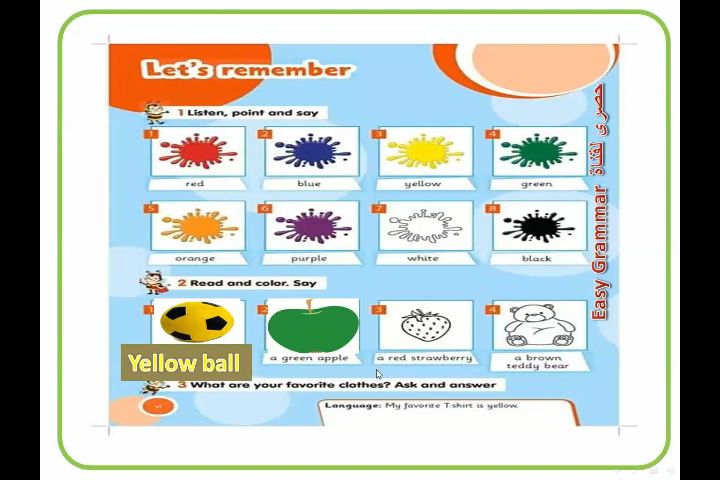 Let's remember
1 Listen, point and say
1
2
3
4
red
blue
yellow
green
5
6
7
8
orange
purple
white
black
2 Read and color. Say
1
2
3
4
Yellow ball
a green apple
a red strawberry
a brown
teddy bear
3 What are your favorite clothes? Ask and answer
vi
Language: My favorite T-shirt is yellow.
Easy Grammar حصرى لقناة